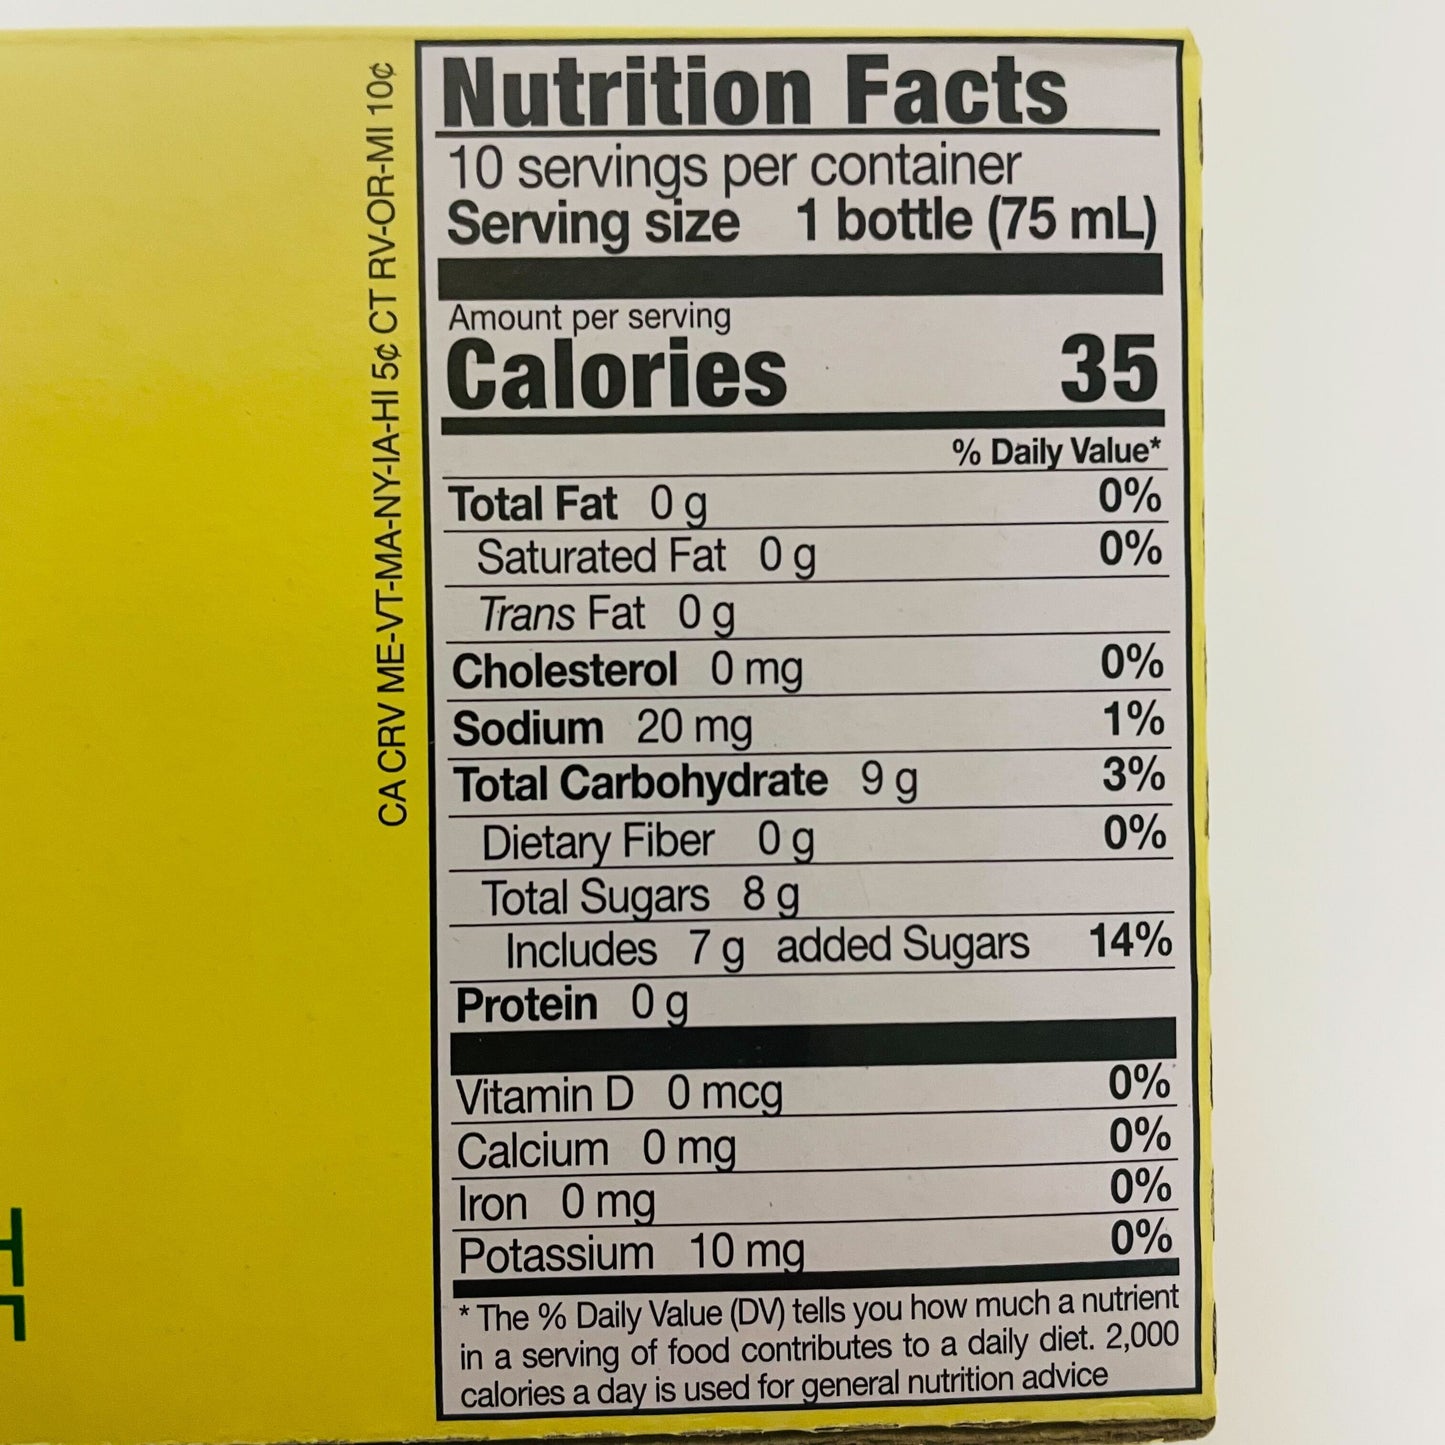 CA CRV ME-VT-MA-NY-IA-HI 5¢ CT RV-OR-MI 10¢
Nutrition Facts
10 servings per container
Serving size 1 bottle (75 mL)
Amount per serving
Calories 35
% Daily Value*
Total Fat 0 g 0%
Saturated Fat 0 g 0%
Trans Fat 0 g
Cholesterol 0 mg 0%
Sodium 20 mg 1%
Total Carbohydrate 9 g 3%
Dietary Fiber 0 g 0%
Total Sugars 8 g
Includes 7 g added Sugars 14%
Protein 0 g
Vitamin D 0 mcg 0%
Calcium 0 mg 0%
Iron 0 mg 0%
Potassium 10 mg 0%
* The % Daily Value (DV) tells you how much a nutrient
in a serving of food contributes to a daily diet. 2,000
calories a day is used for general nutrition advice